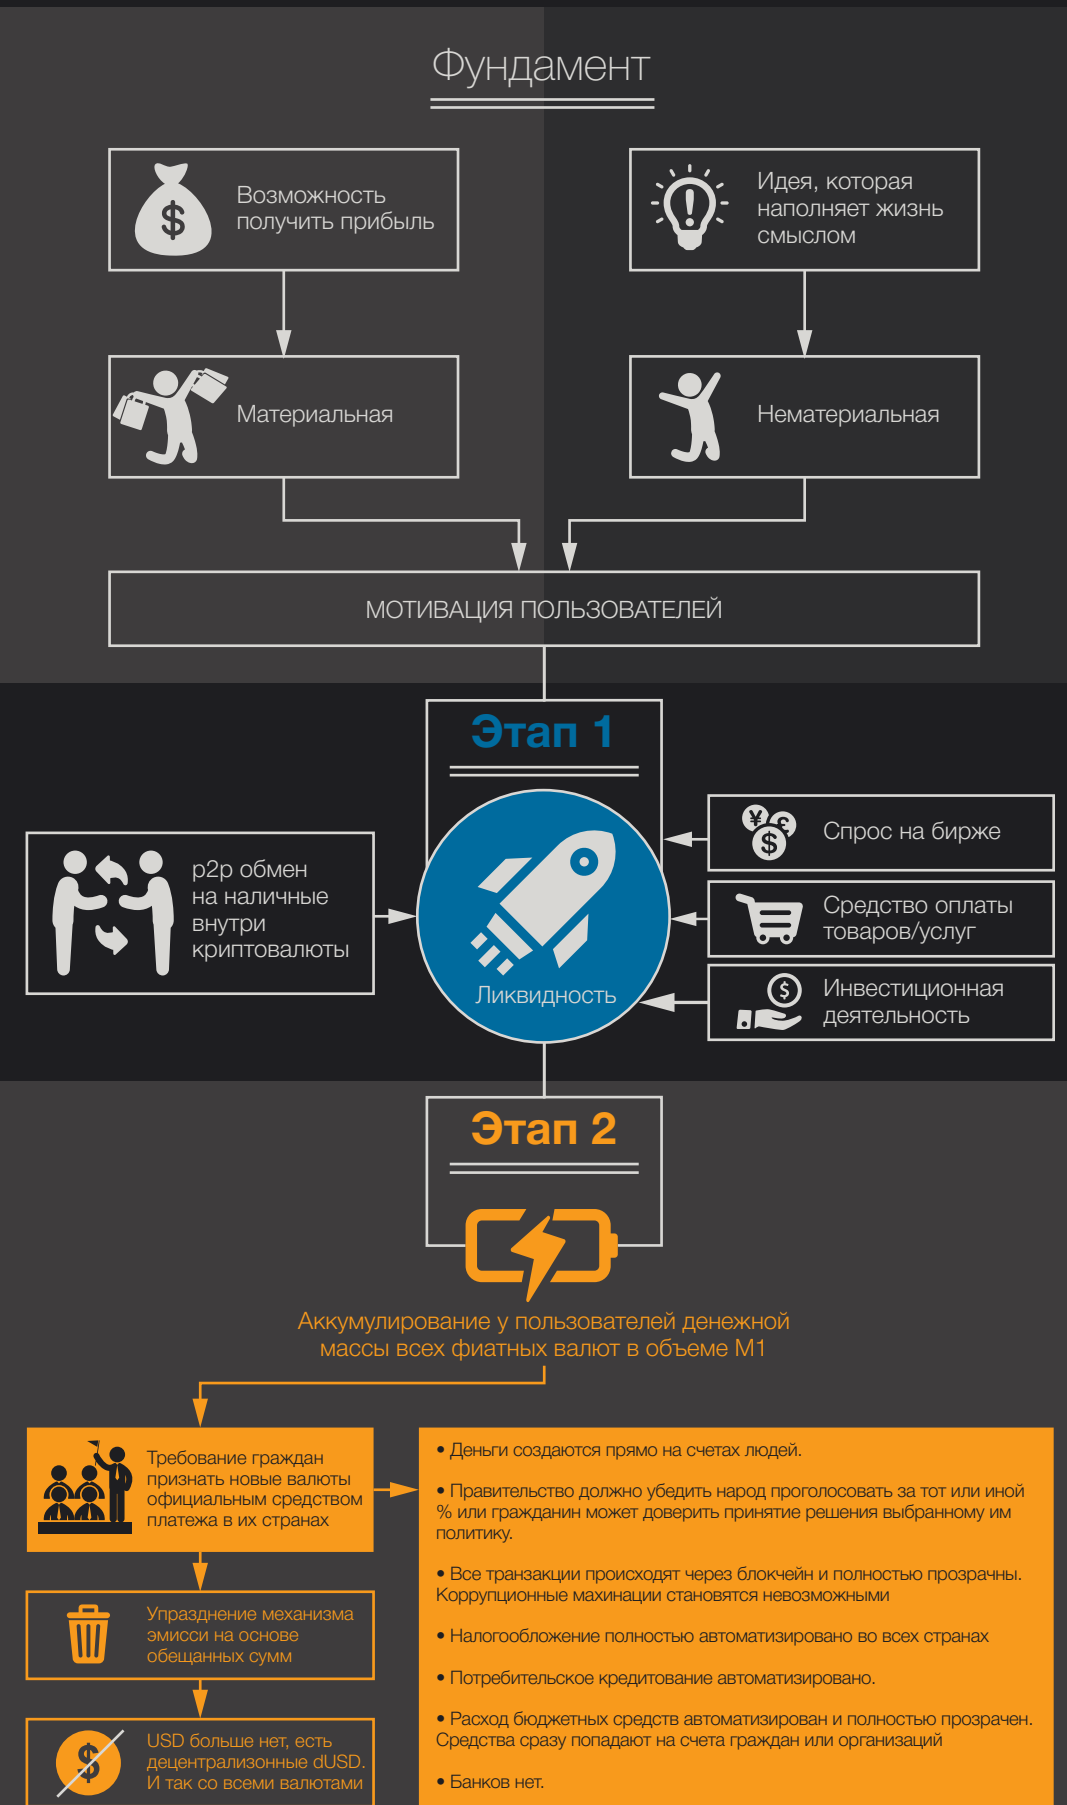 Фундамент
Возможность
получить прибыль
Идея, которая
наполняет жизнь
смыслом
Материальная
Нематериальная
МОТИВАЦИЯ ПОЛЬЗОВАТЕЛЕЙ
Этап 1
р2р обмен
на наличные
внутри
криптовалюты
Ликвидность
Спрос на бирже
Средство оплаты
товаров/услуг
Инвестиционная
деятельность
Этап 2
Аккумулирование у пользователей денежной
массы всех фиатных валют в объеме М1
Требование граждан
признать новые валюты
официальным средством
платежа в их странах
Упразднение механизма
эмисси на основе
обещанных сумм
USD больше нет, есть
децентрализонные dUSD.
И так со всеми валютами
• Деньги создаются прямо на счетах людей.
• Правительство должно убедить народ проголосовать за тот или иной
% или гражданин может доверить принятие решения выбранному им
политику.
• Все транзакции происходят через блокчейн и полностью прозрачны.
Коррупционные махинации становятся невозможными
• Налогообложение полностью автоматизировано во всех странах
• Потребительское кредитование автоматизировано.
• Расход бюджетных средств автоматизирован и полностью прозрачен.
Средства сразу попадают на счета граждан или организаций
• Банков нет.